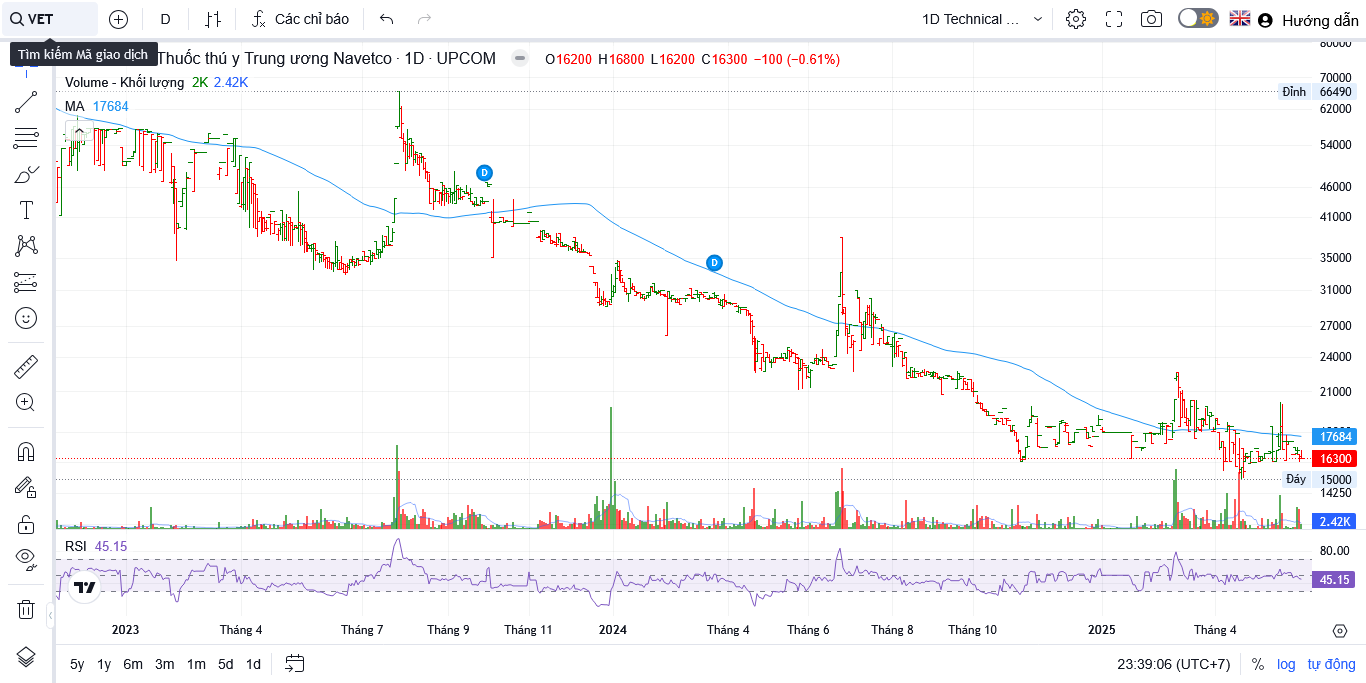 VET
D
Các chỉ báo
1D Technical ...
Hướng dẫn
Tìm kiếm Mã giao dịch
Thuốc thú y Trung ương Navetco · 1D · UPCOM
O16200 H16800 L16200 C16300 −100 (−0.61%)
Volume - Khối lượng 2K 2.42K
MA 17684
80000
70000
Đỉnh 66490
62000
54000
46000
41000
35000
31000
27000
24000
21000
17684
16300
Đáy 15000
14250
2.42K
D
D
RSI 45.15
80.00
45.15
2023 Tháng 4 Tháng 7 Tháng 9 Tháng 11 2024 Tháng 4 Tháng 6 Tháng 8 Tháng 10 2025 Tháng 4
5y 1y 6m 3m 1m 5d 1d
23:39:06 (UTC+7) % log tự động